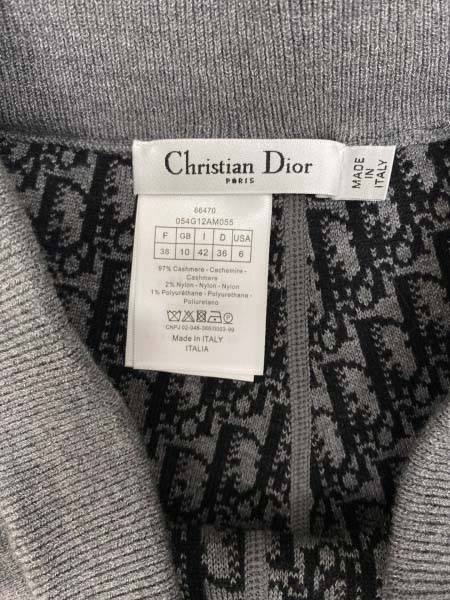 Christian Dior
PARIS
MADE IN
ITALY
66470
054G12AM055
F GB I D USA
38 10 42 36 6
97% Cashmere - Cachemire -
Cashmere
2% Nylon - Nylon - Nylon
1% Polyuréthane - Polyurethane -
Poliuretano
Made in ITALY
ITALIA